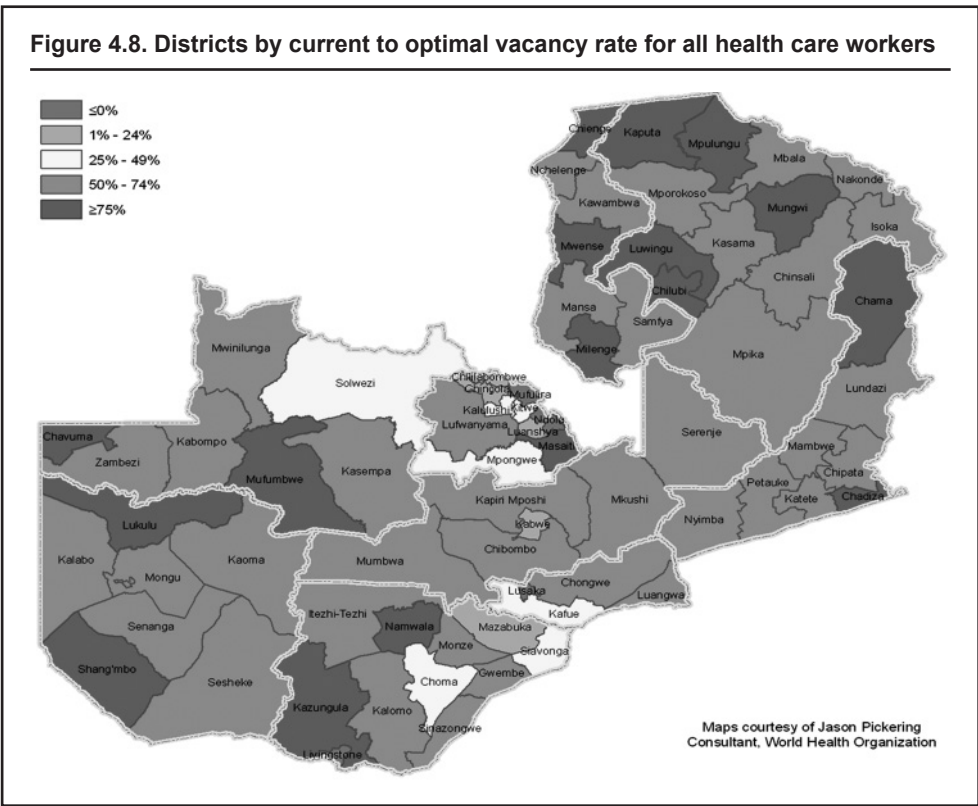 Figure 4.8. Districts by current to optimal vacancy rate for all health care workers
≤0%
1% - 24%
25% - 49%
50% - 74%
≥75%
Chienge
Kaputa
Mpulungu
Mbala
Nchelenge
Nakonde
Mporokoso
Kawambwa
Mungwi
Isoka
Kasama
Mwense
Luwingu
Chinsali
Chilubi
Chama
Mansa
Samfya
Milenge
Mpika
Mwinilunga
Solwezi
Chililabombwe
Chingola
Mufulira
Kalulushi
Kitwe
Ndola
Lufwanyama
Luanshya
Masaiti
Lundazi
Serenje
Chavuma
Kabompo
Zambezi
Mufumbwe
Kasempa
Mpongwe
Mambwe
Chipata
Petauke
Katete
Chadiza
Lukulu
Kapiri Mposhi
Mkushi
Nyimba
Kabwe
Kalabo
Kaoma
Mumbwa
Chibombo
Mongu
Chongwe
Lusaka
Luangwa
Kafue
Itezhi-Tezhi
Senanga
Namwala
Mazabuka
Monze
Siavonga
Shang'mbo
Sesheke
Choma
Gwembe
Kazungula
Kalomo
Sinazongwe
Livingstone
Maps courtesy of Jason Pickering
Consultant, World Health Organization